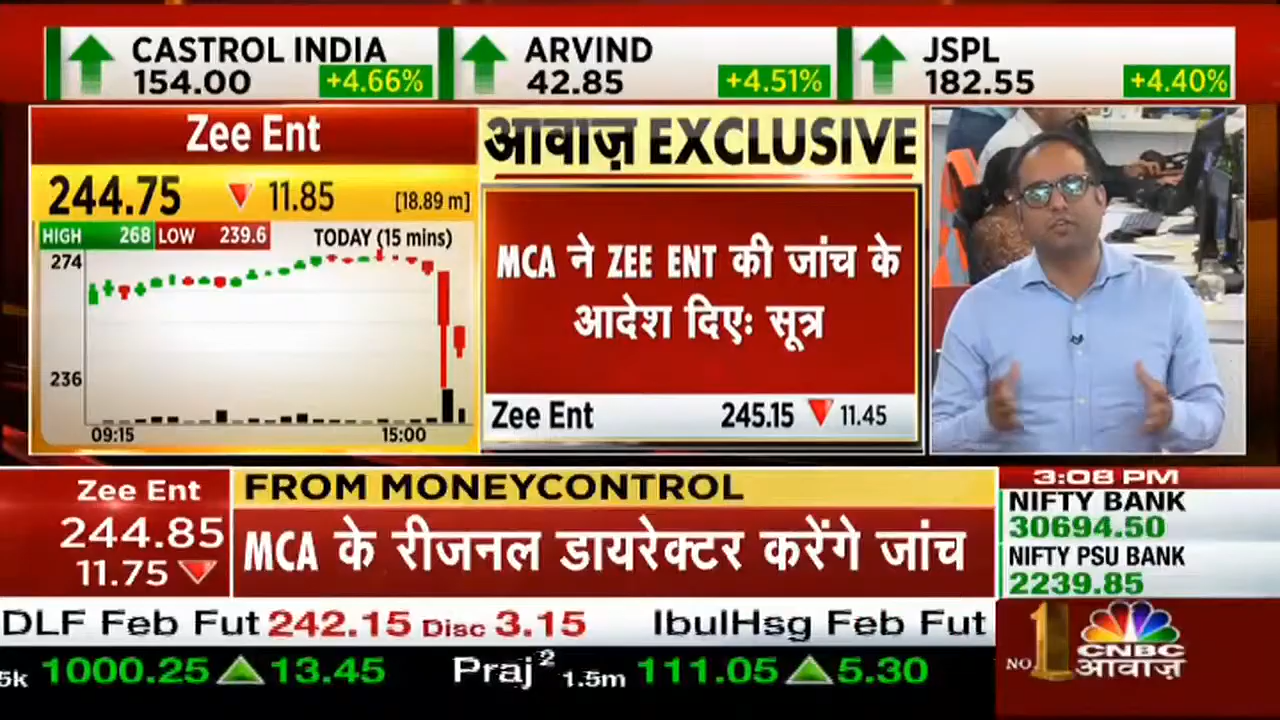 CASTROL INDIA
154.00 +4.66%
ARVIND
42.85 +4.51%
JSPL
182.55 +4.40%
Zee Ent
244.75 ▼ 11.85 [18.89 m]
HIGH 268 LOW 239.6 TODAY (15 mins)
274
236
09:15 15:00
आवाज़ EXCLUSIVE
MCA ने ZEE ENT की जांच के
आदेश दिएः सूत्र
Zee Ent 245.15 ▼ 11.45
Zee Ent
244.85
11.75 ▼
FROM MONEYCONTROL
MCA के रीजनल डायरेक्टर करेंगे जांच
3:08 PM
NIFTY BANK
30694.50
NIFTY PSU BANK
2239.85
DLF Feb Fut 242.15 Disc 3.15 IbulHsg Feb Fut
5k 1000.25 ▲ 13.45 Praj² 1.5m 111.05 ▲ 5.30
NO. 1 CNBC
आवाज़